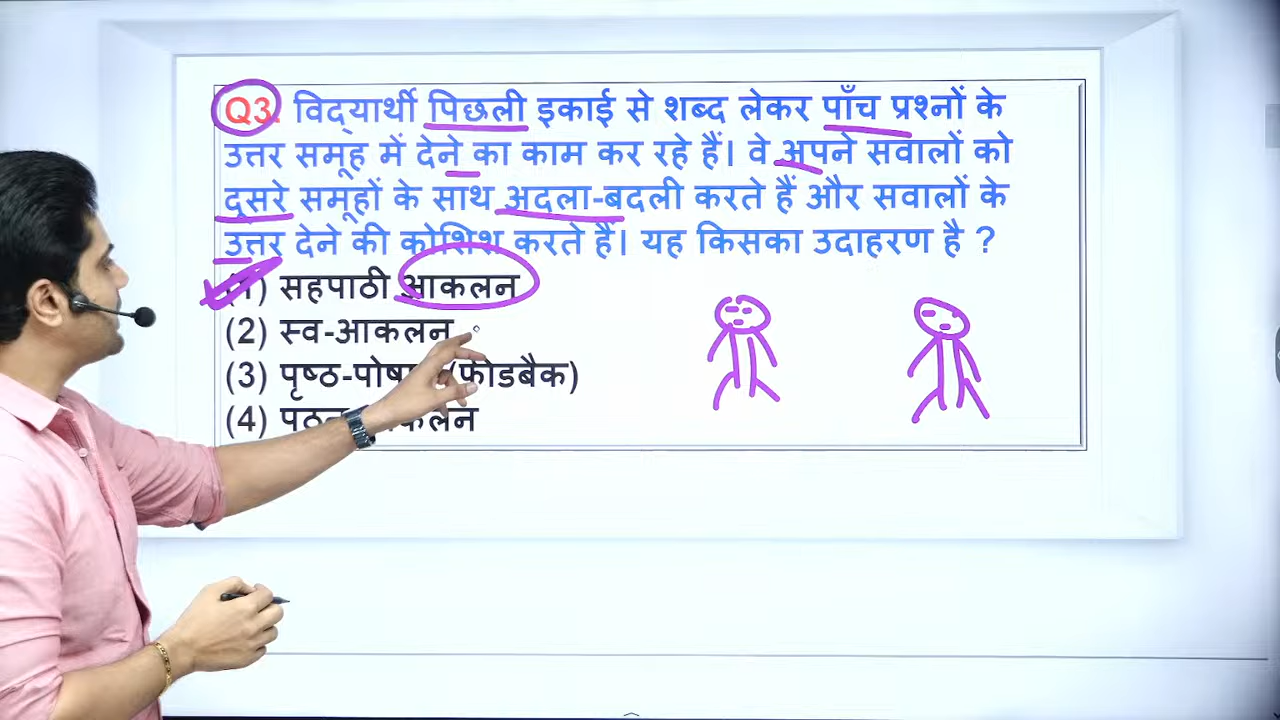 Q3. विद्यार्थी पिछली इकाई से शब्द लेकर पाँच प्रश्नों के
उत्तर समूह में देने का काम कर रहे हैं। वे अपने सवालों को
दूसरे समूहों के साथ अदला-बदली करते हैं और सवालों के
उत्तर देने की कोशिश करते हैं। यह किसका उदाहरण है ?
(1) सहपाठी आकलन
(2) स्व-आकलन
(3) पृष्ठ-पोषण (फीडबैक)
(4) पठन आकलन